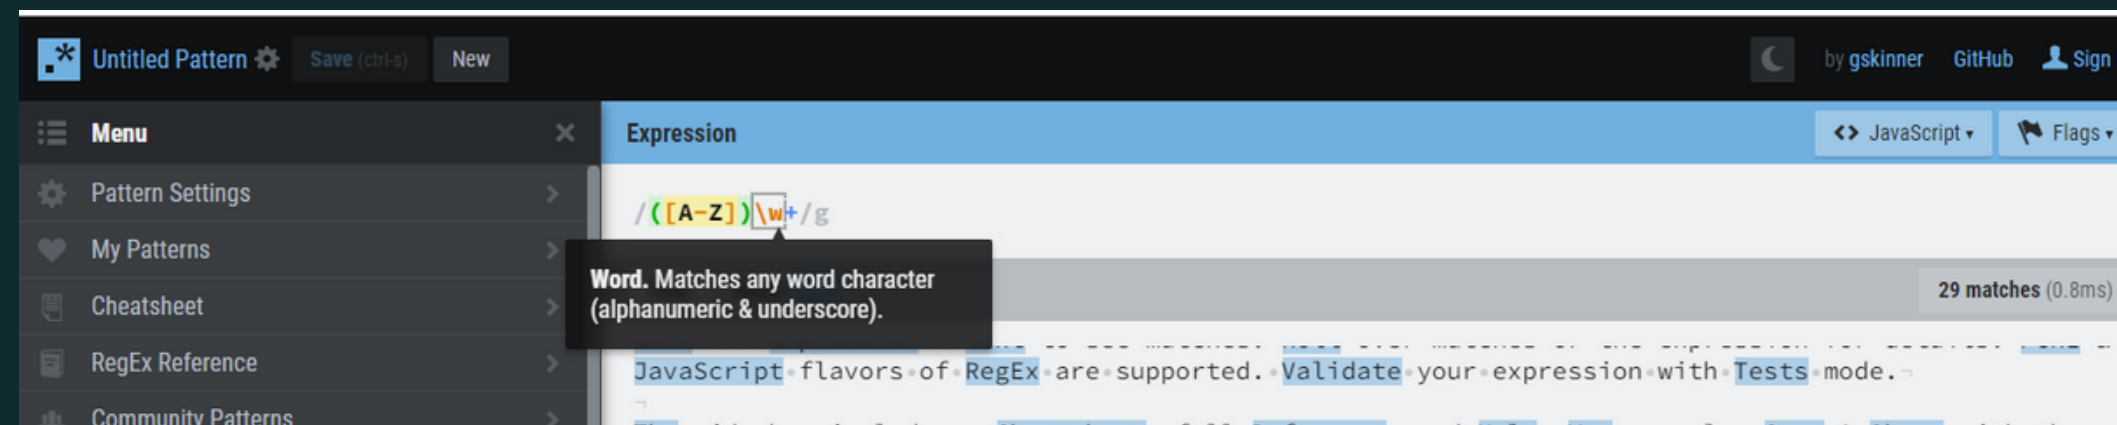 .*
Untitled Pattern
Save (ctrl-s)
New
by gskinner
GitHub
Sign
Menu
Pattern Settings
My Patterns
Cheatsheet
RegEx Reference
Community Patterns
Expression
<> JavaScript
Flags
/([A-Z])\w+/g
Word. Matches any word character
(alphanumeric & underscore).
29 matches (0.8ms)
JavaScript flavors of RegEx are supported. Validate your expression with Tests mode.